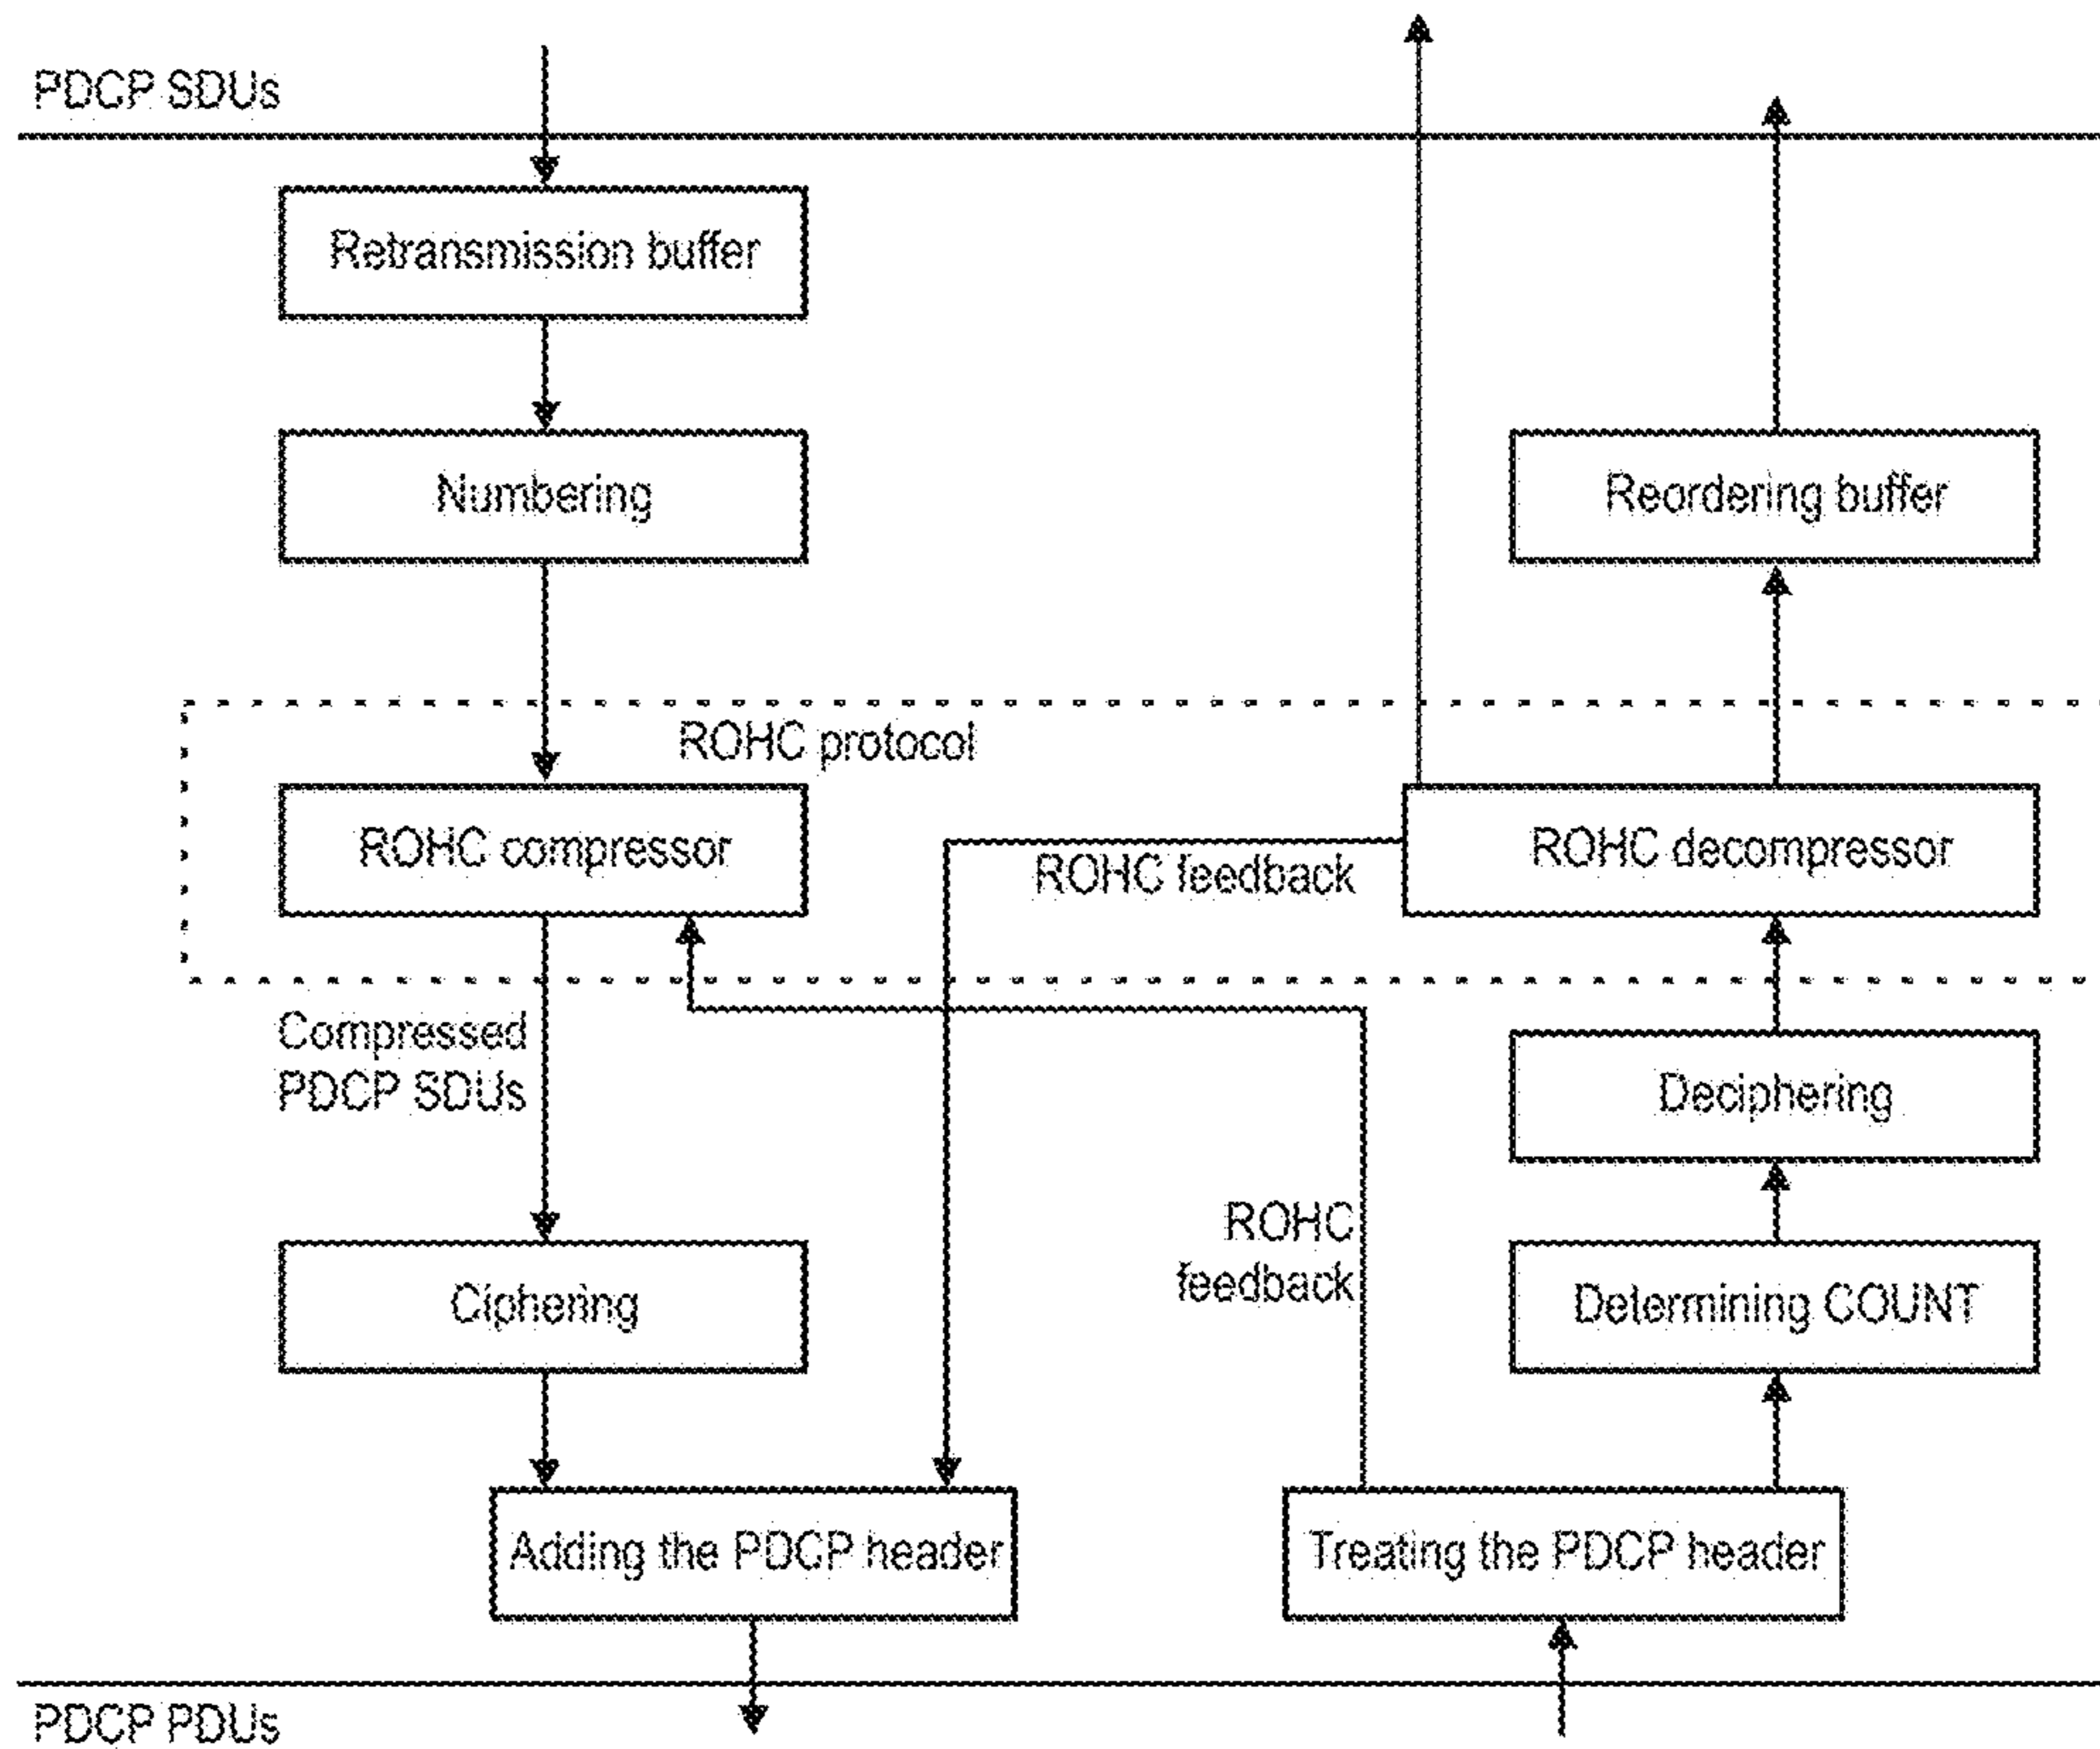 PDCP SDUs
Retransmission buffer
Numbering
Reordering buffer
ROHC protocol
ROHC compressor
ROHC decompressor
ROHC feedback
Compressed
PDCP SDUs
Deciphering
ROHC
feedback
Ciphering
Determining COUNT
Adding the PDCP header
Treating the PDCP header
PDCP PDUs